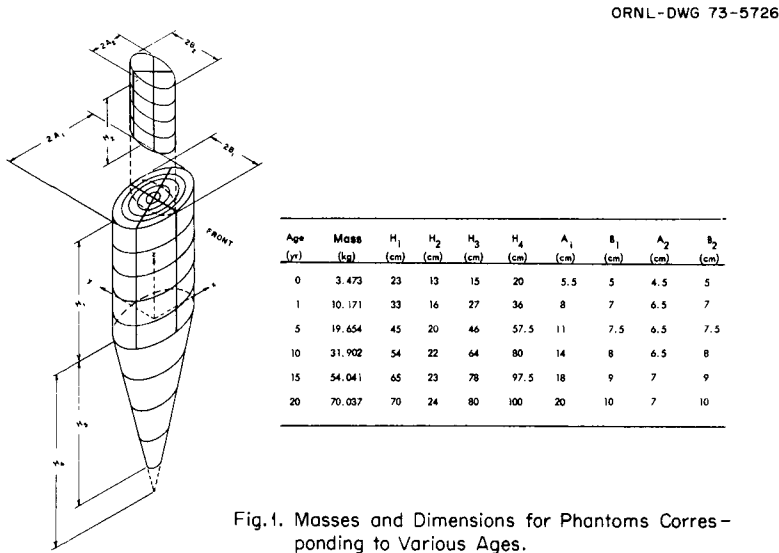 ORNL-DWG 73-5726
2A₂
2B₂
H₂
2A₁
2B₁
FRONT
H₁
Y
Z
X
H₃
H₄
Age Mass H₁ H₂ H₃ H₄ A₁ B₁ A₂ B₂
(yr) (kg) (cm) (cm) (cm) (cm) (cm) (cm) (cm) (cm)
0 3.473 23 13 15 20 5.5 5 4.5 5
1 10.171 33 16 27 36 8 7 6.5 7
5 19.654 45 20 46 57.5 11 7.5 6.5 7.5
10 31.902 54 22 64 80 14 8 6.5 8
15 54.041 65 23 78 97.5 18 9 7 9
20 70.037 70 24 80 100 20 10 7 10
Fig.1. Masses and Dimensions for Phantoms Corres-
ponding to Various Ages.